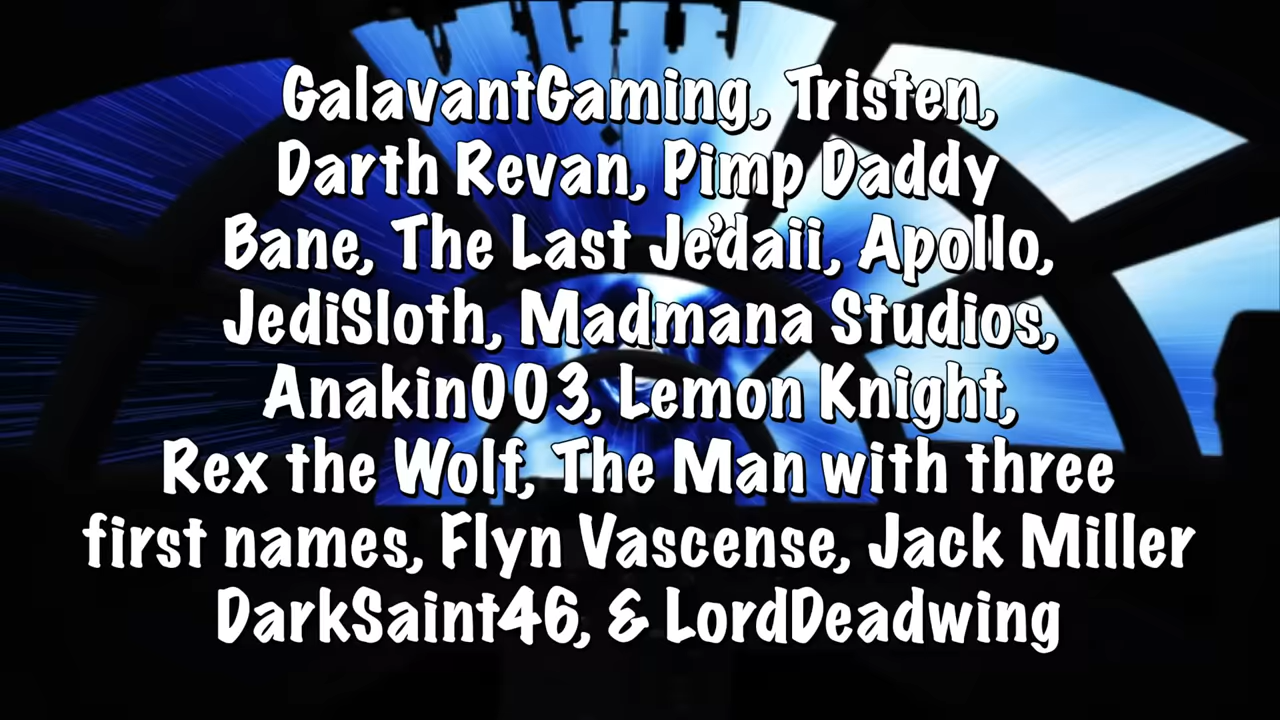 GalavantGaming, Tristen,
Darth Revan, Pimp Daddy
Bane, The Last Je'daii, Apollo,
JediSloth, Madmana Studios,
Anakin003, Lemon Knight,
Rex the Wolf, The Man with three
first names, Flyn Vascense, Jack Miller
DarkSaint46, & LordDeadwing